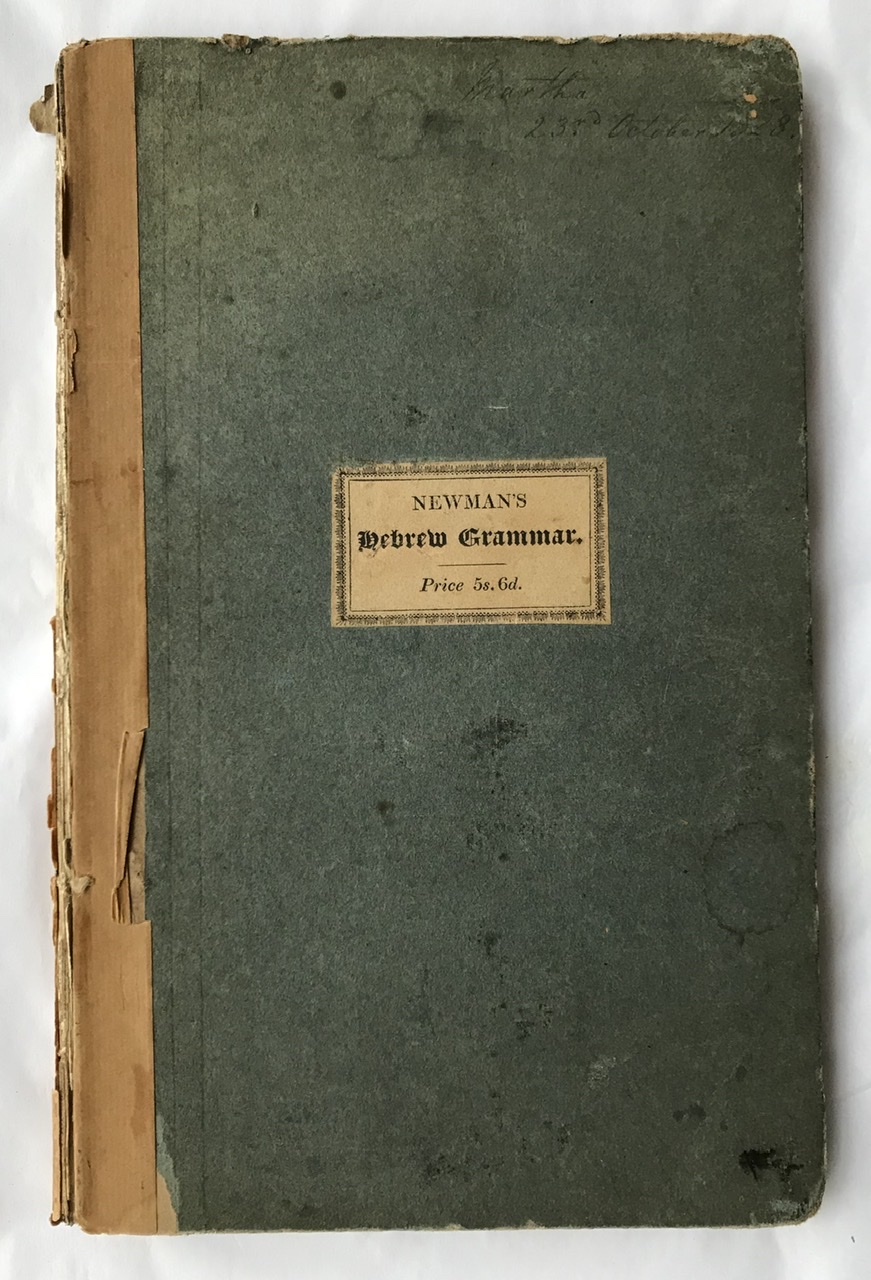 Martha
23rd October
NEWMAN'S
Hebrew Grammar.
Price 5s. 6d.